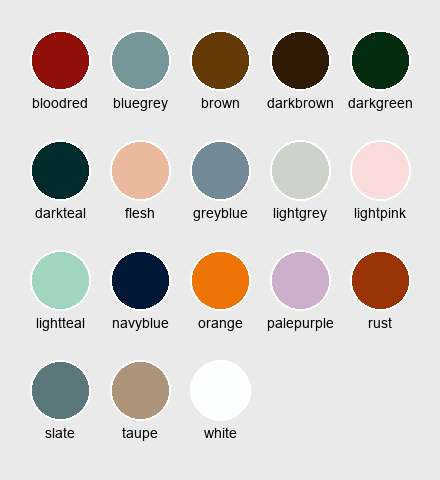 bloodred bluegrey brown darkbrown darkgreen
darkteal flesh greyblue lightgrey lightpink
lightteal navyblue orange palepurple rust
slate taupe white